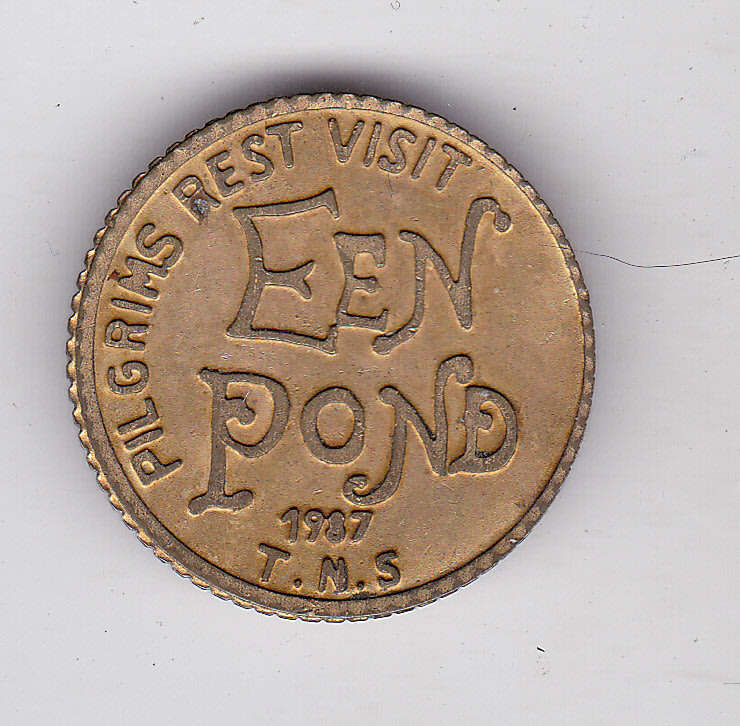 PILGRIMS REST VISIT
EEN
POND
1987
T.N.S